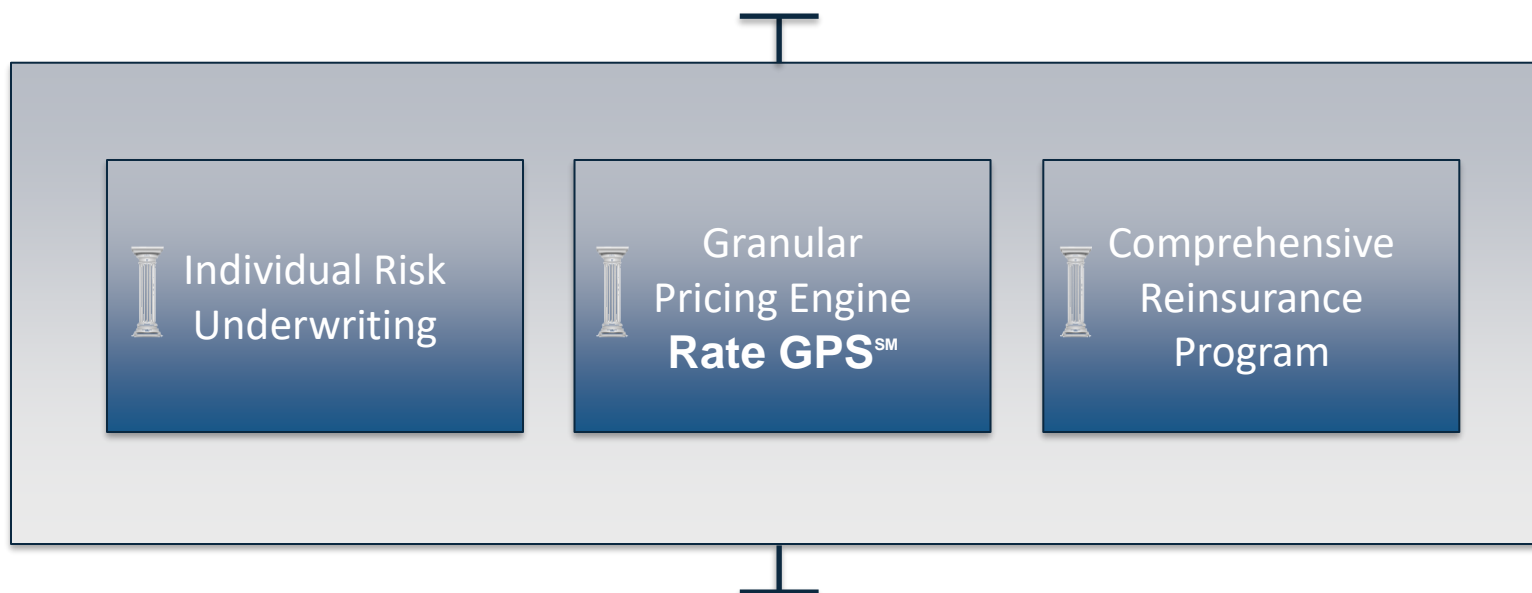 Individual Risk
Underwriting
Granular
Pricing Engine
Rate GPS℠
Comprehensive
Reinsurance
Program